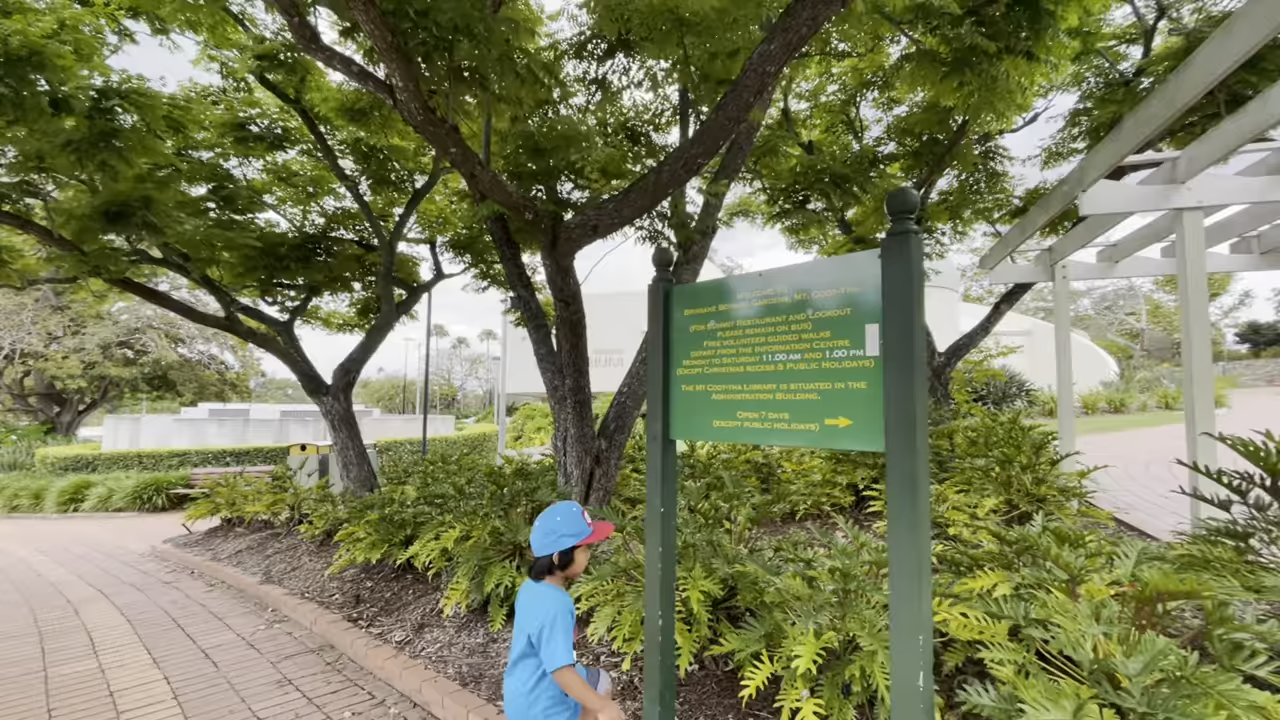 Welcome to
Brisbane Botanic Gardens, Mt. Coot-tha
(For Summit Restaurant and Lookout
please remain on bus)
Free volunteer guided walks
depart from the Information Centre
Monday to Saturday 11.00 am and 1.00 pm
(Except Christmas recess & Public Holidays)
The Mt Coot-tha Library is situated in the
Administration Building.
Open 7 days
(except public holidays)